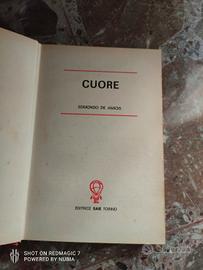 CUORE
EDMONDO DE AMICIS
EDITRICE SAIE TORINO
SHOT ON REDMAGIC 7
POWERED BY NUBIA